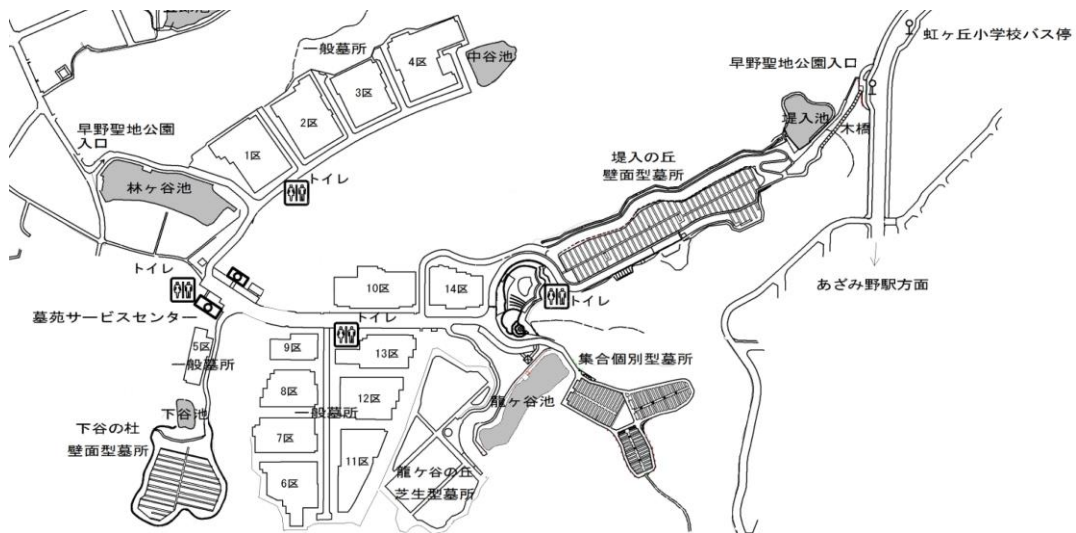 一般墓所
4区
中谷池
3区
2区
1区
早野聖地公園
入口
林ヶ谷池
トイレ
虹ヶ丘小学校バス停
早野聖地公園入口
堤入池
木橋
堤入の丘
壁面型墓所
あざみ野駅方面
トイレ
墓苑サービスセンター
10区
14区
トイレ
トイレ
5区
一般墓所
9区
13区
8区
12区
一般墓所
7区
11区
6区
集合個別型墓所
龍ヶ谷池
龍ケ谷の丘
芝生型墓所
下谷池
下谷の杜
壁面型墓所